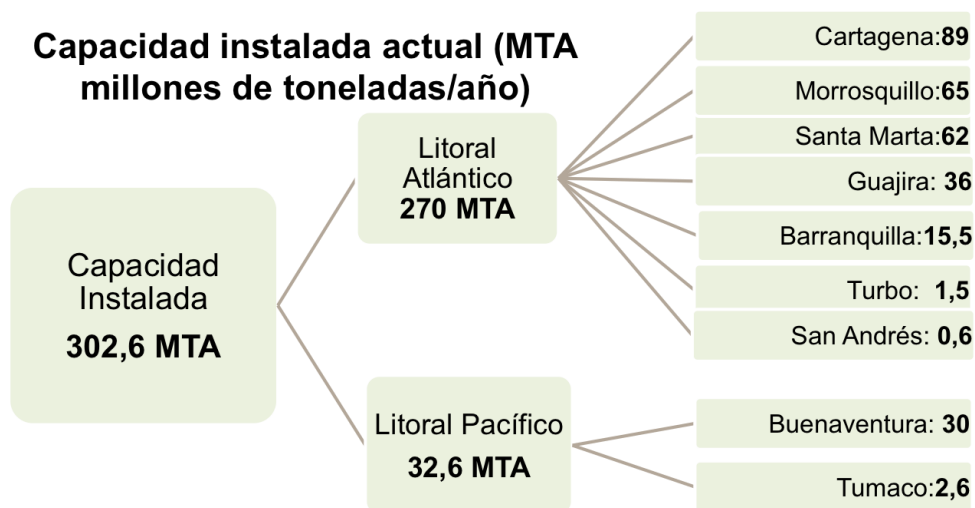 Capacidad instalada actual (MTA
millones de toneladas/año)
Capacidad
Instalada
302,6 MTA
Litoral
Atlántico
270 MTA
Cartagena:89
Morrosquillo:65
Santa Marta:62
Guajira: 36
Barranquilla:15,5
Turbo: 1,5
San Andrés: 0,6
Litoral Pacífico
32,6 MTA
Buenaventura: 30
Tumaco:2,6